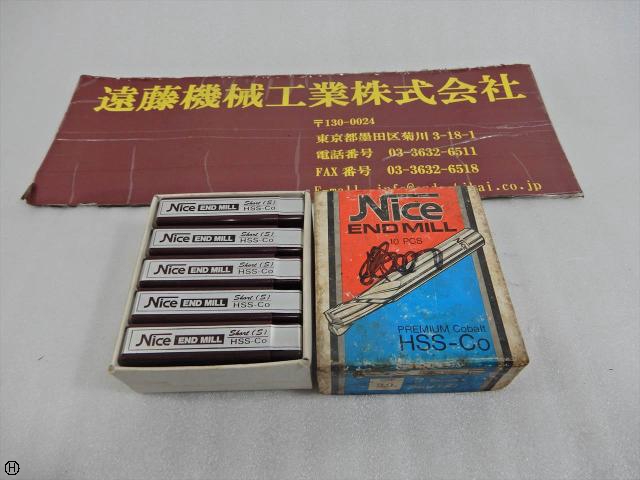 遠藤機械工業株式会社
〒130-0024
東京都墨田区菊川3-18-1
電話番号 03-3632-6511
FAX番号 03-3632-6518
Nice END MILL Short (S) HSS-Co
Nice END MILL Short (S) HSS-Co
Nice END MILL Short (S) HSS-Co
Nice END MILL Short (S) HSS-Co
Nice END MILL Short (S) HSS-Co
Nice
END MILL
10 PCS
PREMIUM Cobalt
HSS-Co
H